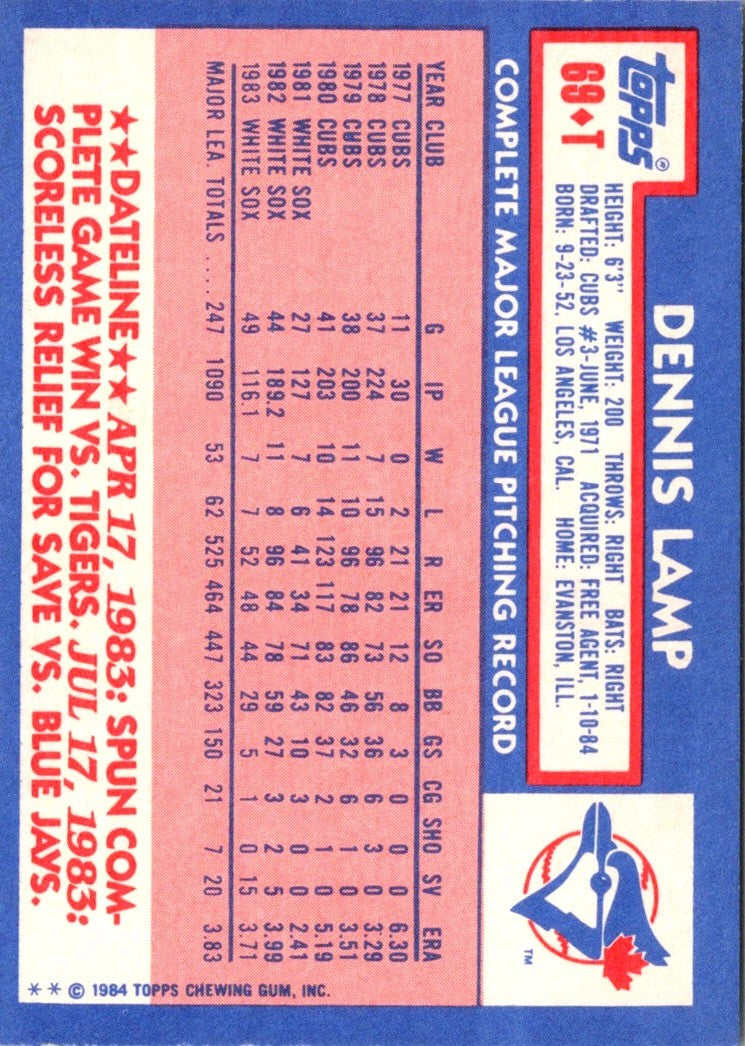 topps®
69♦T
DENNIS LAMP
HEIGHT: 6'3" WEIGHT: 200 THROWS: RIGHT BATS: RIGHT
DRAFTED: CUBS #3-JUNE, 1971 ACQUIRED: FREE AGENT, 1-10-84
BORN: 9-23-52, LOS ANGELES, CAL. HOME: EVANSTON, ILL.
TM
COMPLETE MAJOR LEAGUE PITCHING RECORD
YEAR CLUB G IP W L R ER SO BB GS CG SHO SV ERA
1977 CUBS 11 30 0 2 21 21 12 8 3 0 0 0 6.30
1978 CUBS 37 224 7 15 96 82 73 56 36 6 3 0 3.29
1979 CUBS 38 200 11 10 96 78 86 46 32 6 1 0 3.51
1980 CUBS 41 203 10 14 123 117 83 82 37 2 1 0 5.19
1981 WHITE SOX 27 127 7 6 41 34 71 43 10 3 0 0 2.41
1982 WHITE SOX 44 189.2 11 8 96 84 78 59 27 3 2 5 3.99
1983 WHITE SOX 49 116.1 7 7 52 48 44 29 5 1 0 15 3.71
MAJOR LEA. TOTALS .... 247 1090 53 62 525 464 447 323 150 21 7 20 3.83
★★DATELINE★★ APR 17, 1983: SPUN COM-
PLETE GAME WIN VS. TIGERS. JUL 17, 1983:
SCORELESS RELIEF FOR SAVE VS. BLUE JAYS.
** © 1984 TOPPS CHEWING GUM, INC.